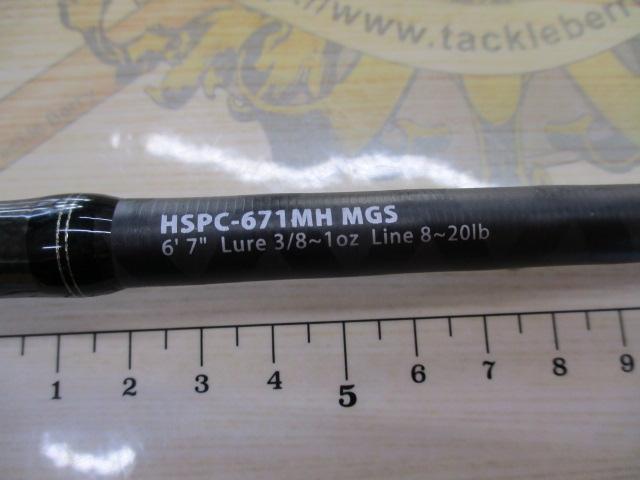 www.tackleber
HSPC-671MH MGS
6' 7" Lure 3/8~1oz Line 8~20lb
1 2 3 4 5 6 7 8 9